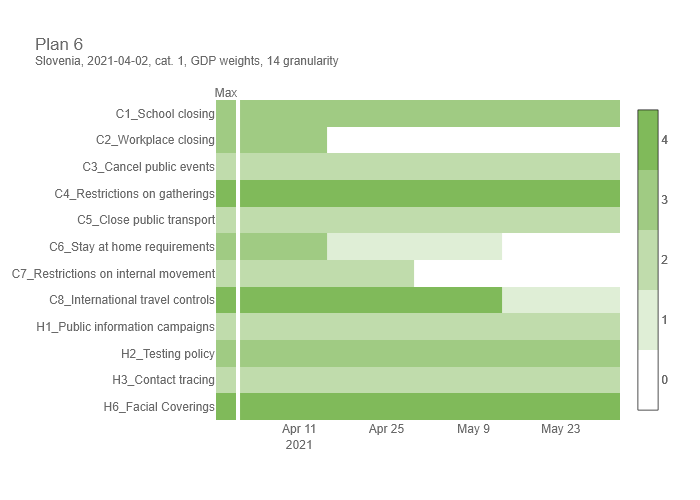 Plan 6
Slovenia, 2021-04-02, cat. 1, GDP weights, 14 granularity
Max
C1_School closing
C2_Workplace closing
C3_Cancel public events
C4_Restrictions on gatherings
C5_Close public transport
C6_Stay at home requirements
C7_Restrictions on internal movement
C8_International travel controls
H1_Public information campaigns
H2_Testing policy
H3_Contact tracing
H6_Facial Coverings
Apr 11 Apr 25 May 9 May 23
2021
4
3
2
1
0